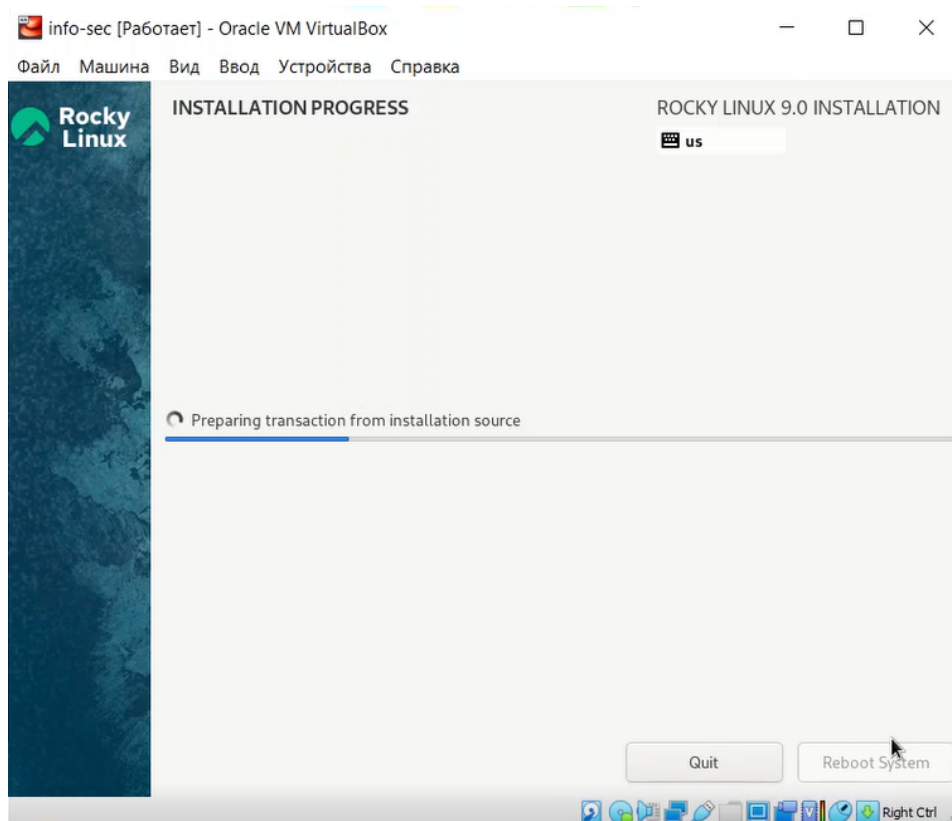 info-sec [Работает] - Oracle VM VirtualBox
Файл Машина Вид Ввод Устройства Справка
Rocky
Linux
INSTALLATION PROGRESS
ROCKY LINUX 9.0 INSTALLATION
us
Preparing transaction from installation source
Quit
Reboot System
Right Ctrl